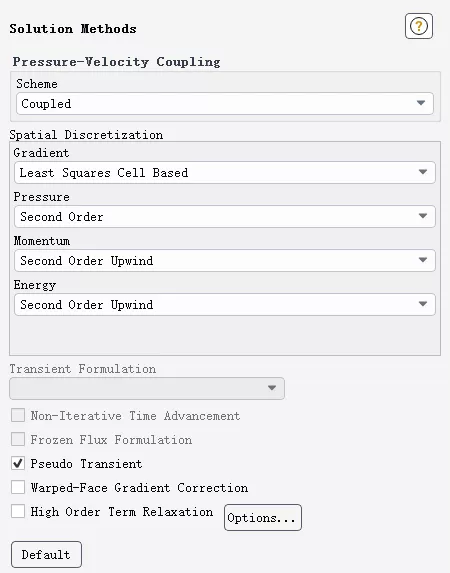 Solution Methods
?
Pressure-Velocity Coupling
Scheme
Coupled
Spatial Discretization
Gradient
Least Squares Cell Based
Pressure
Second Order
Momentum
Second Order Upwind
Energy
Second Order Upwind
Transient Formulation
Non-Iterative Time Advancement
Frozen Flux Formulation
Pseudo Transient
Warped-Face Gradient Correction
High Order Term Relaxation Options...
Default